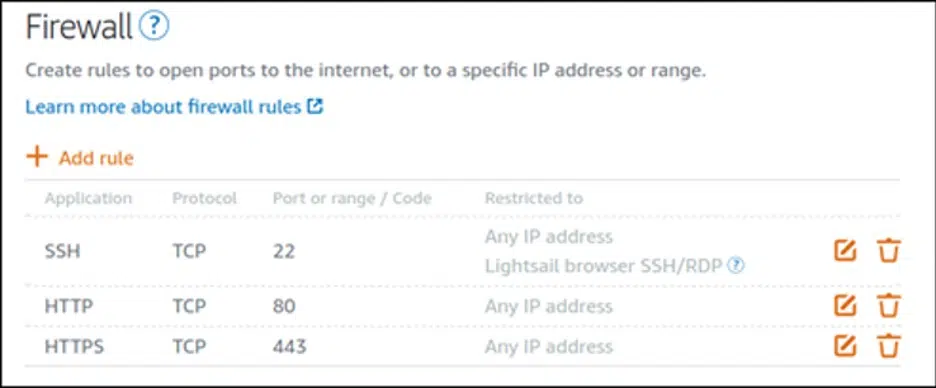 Firewall ?
Create rules to open ports to the internet, or to a specific IP address or range.
Learn more about firewall rules
+ Add rule
Application Protocol Port or range / Code Restricted to
SSH TCP 22 Any IP address
Lightsail browser SSH/RDP ?
HTTP TCP 80 Any IP address
HTTPS TCP 443 Any IP address